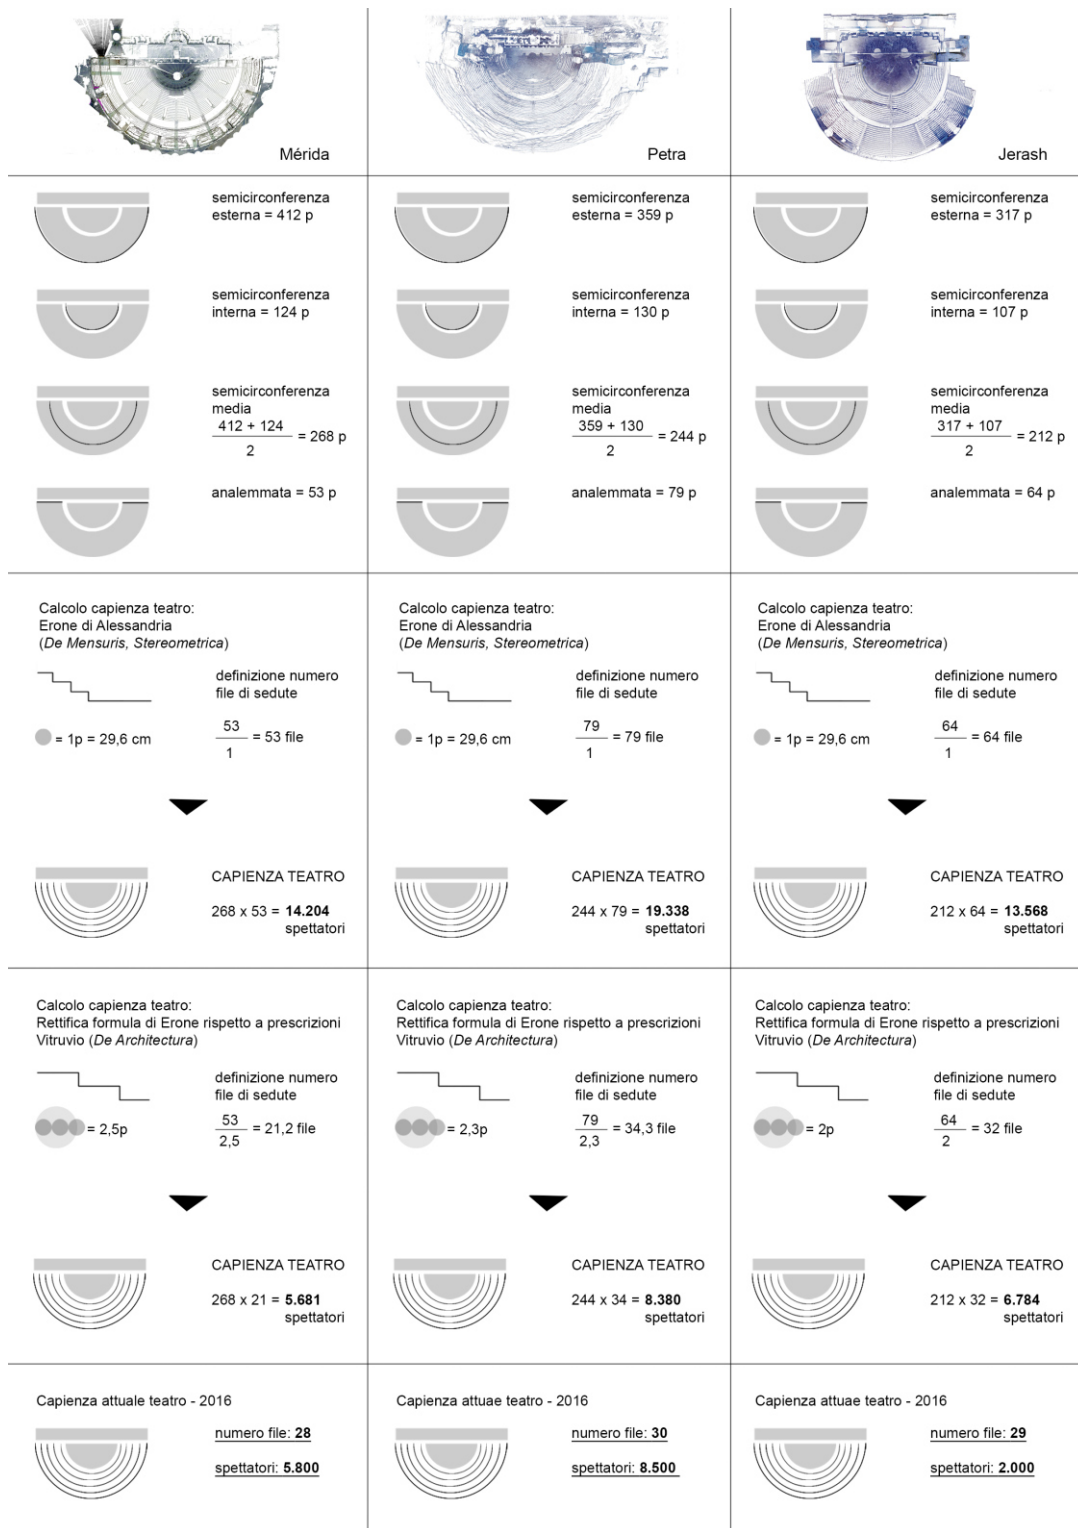 Mérida
semicirconferenza
esterna = 412 p
semicirconferenza
interna = 124 p
semicirconferenza
media
412 + 124
= 268 p
2
analemmata = 53 p
Calcolo capienza teatro:
Erone di Alessandria
(De Mensuris, Stereometrica)
definizione numero
file di sedute
= 1p = 29,6 cm
53
= 53 file
1
CAPIENZA TEATRO
268 x 53 = 14.204
spettatori
Calcolo capienza teatro:
Rettifica formula di Erone rispetto a prescrizioni
Vitruvio (De Architectura)
definizione numero
file di sedute
= 2,5p
53
= 21,2 file
2,5
CAPIENZA TEATRO
268 x 21 = 5.681
spettatori
Capienza attuale teatro - 2016
numero file: 28
spettatori: 5.800
Petra
semicirconferenza
esterna = 359 p
semicirconferenza
interna = 130 p
semicirconferenza
media
359 + 130
= 244 p
2
analemmata = 79 p
Calcolo capienza teatro:
Erone di Alessandria
(De Mensuris, Stereometrica)
definizione numero
file di sedute
= 1p = 29,6 cm
79
= 79 file
1
CAPIENZA TEATRO
244 x 79 = 19.338
spettatori
Calcolo capienza teatro:
Rettifica formula di Erone rispetto a prescrizioni
Vitruvio (De Architectura)
definizione numero
file di sedute
= 2,3p
79
= 34,3 file
2,3
CAPIENZA TEATRO
244 x 34 = 8.380
spettatori
Capienza attuae teatro - 2016
numero file: 30
spettatori: 8.500
Jerash
semicirconferenza
esterna = 317 p
semicirconferenza
interna = 107 p
semicirconferenza
media
317 + 107
= 212 p
2
analemmata = 64 p
Calcolo capienza teatro:
Erone di Alessandria
(De Mensuris, Stereometrica)
definizione numero
file di sedute
= 1p = 29,6 cm
64
= 64 file
1
CAPIENZA TEATRO
212 x 64 = 13.568
spettatori
Calcolo capienza teatro:
Rettifica formula di Erone rispetto a prescrizioni
Vitruvio (De Architectura)
definizione numero
file di sedute
= 2p
64
= 32 file
2
CAPIENZA TEATRO
212 x 32 = 6.784
spettatori
Capienza attuae teatro - 2016
numero file: 29
spettatori: 2.000